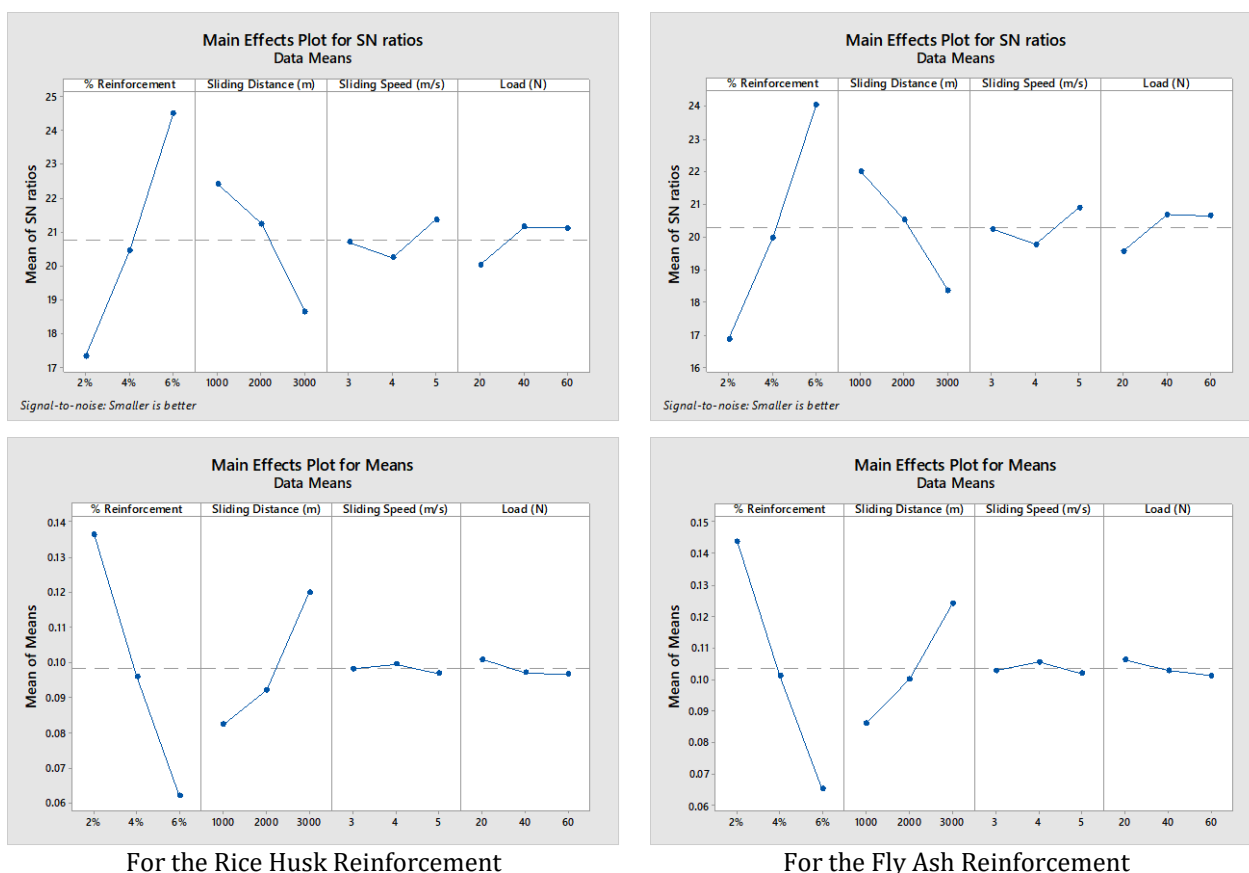 Main Effects Plot for SN ratios
Data Means
% Reinforcement Sliding Distance (m) Sliding Speed (m/s) Load (N)
Mean of SN ratios
25
24
23
22
21
20
19
18
17
2% 4% 6% 1000 2000 3000 3 4 5 20 40 60
Signal-to-noise: Smaller is better
Main Effects Plot for SN ratios
Data Means
% Reinforcement Sliding Distance (m) Sliding Speed (m/s) Load (N)
Mean of SN ratios
24
23
22
21
20
19
18
17
16
2% 4% 6% 1000 2000 3000 3 4 5 20 40 60
Signal-to-noise: Smaller is better
Main Effects Plot for Means
Data Means
% Reinforcement Sliding Distance (m) Sliding Speed (m/s) Load (N)
Mean of Means
0.14
0.13
0.12
0.11
0.10
0.09
0.08
0.07
0.06
2% 4% 6% 1000 2000 3000 3 4 5 20 40 60
Main Effects Plot for Means
Data Means
% Reinforcement Sliding Distance (m) Sliding Speed (m/s) Load (N)
Mean of Means
0.15
0.14
0.13
0.12
0.11
0.10
0.09
0.08
0.07
0.06
2% 4% 6% 1000 2000 3000 3 4 5 20 40 60
For the Rice Husk Reinforcement
For the Fly Ash Reinforcement